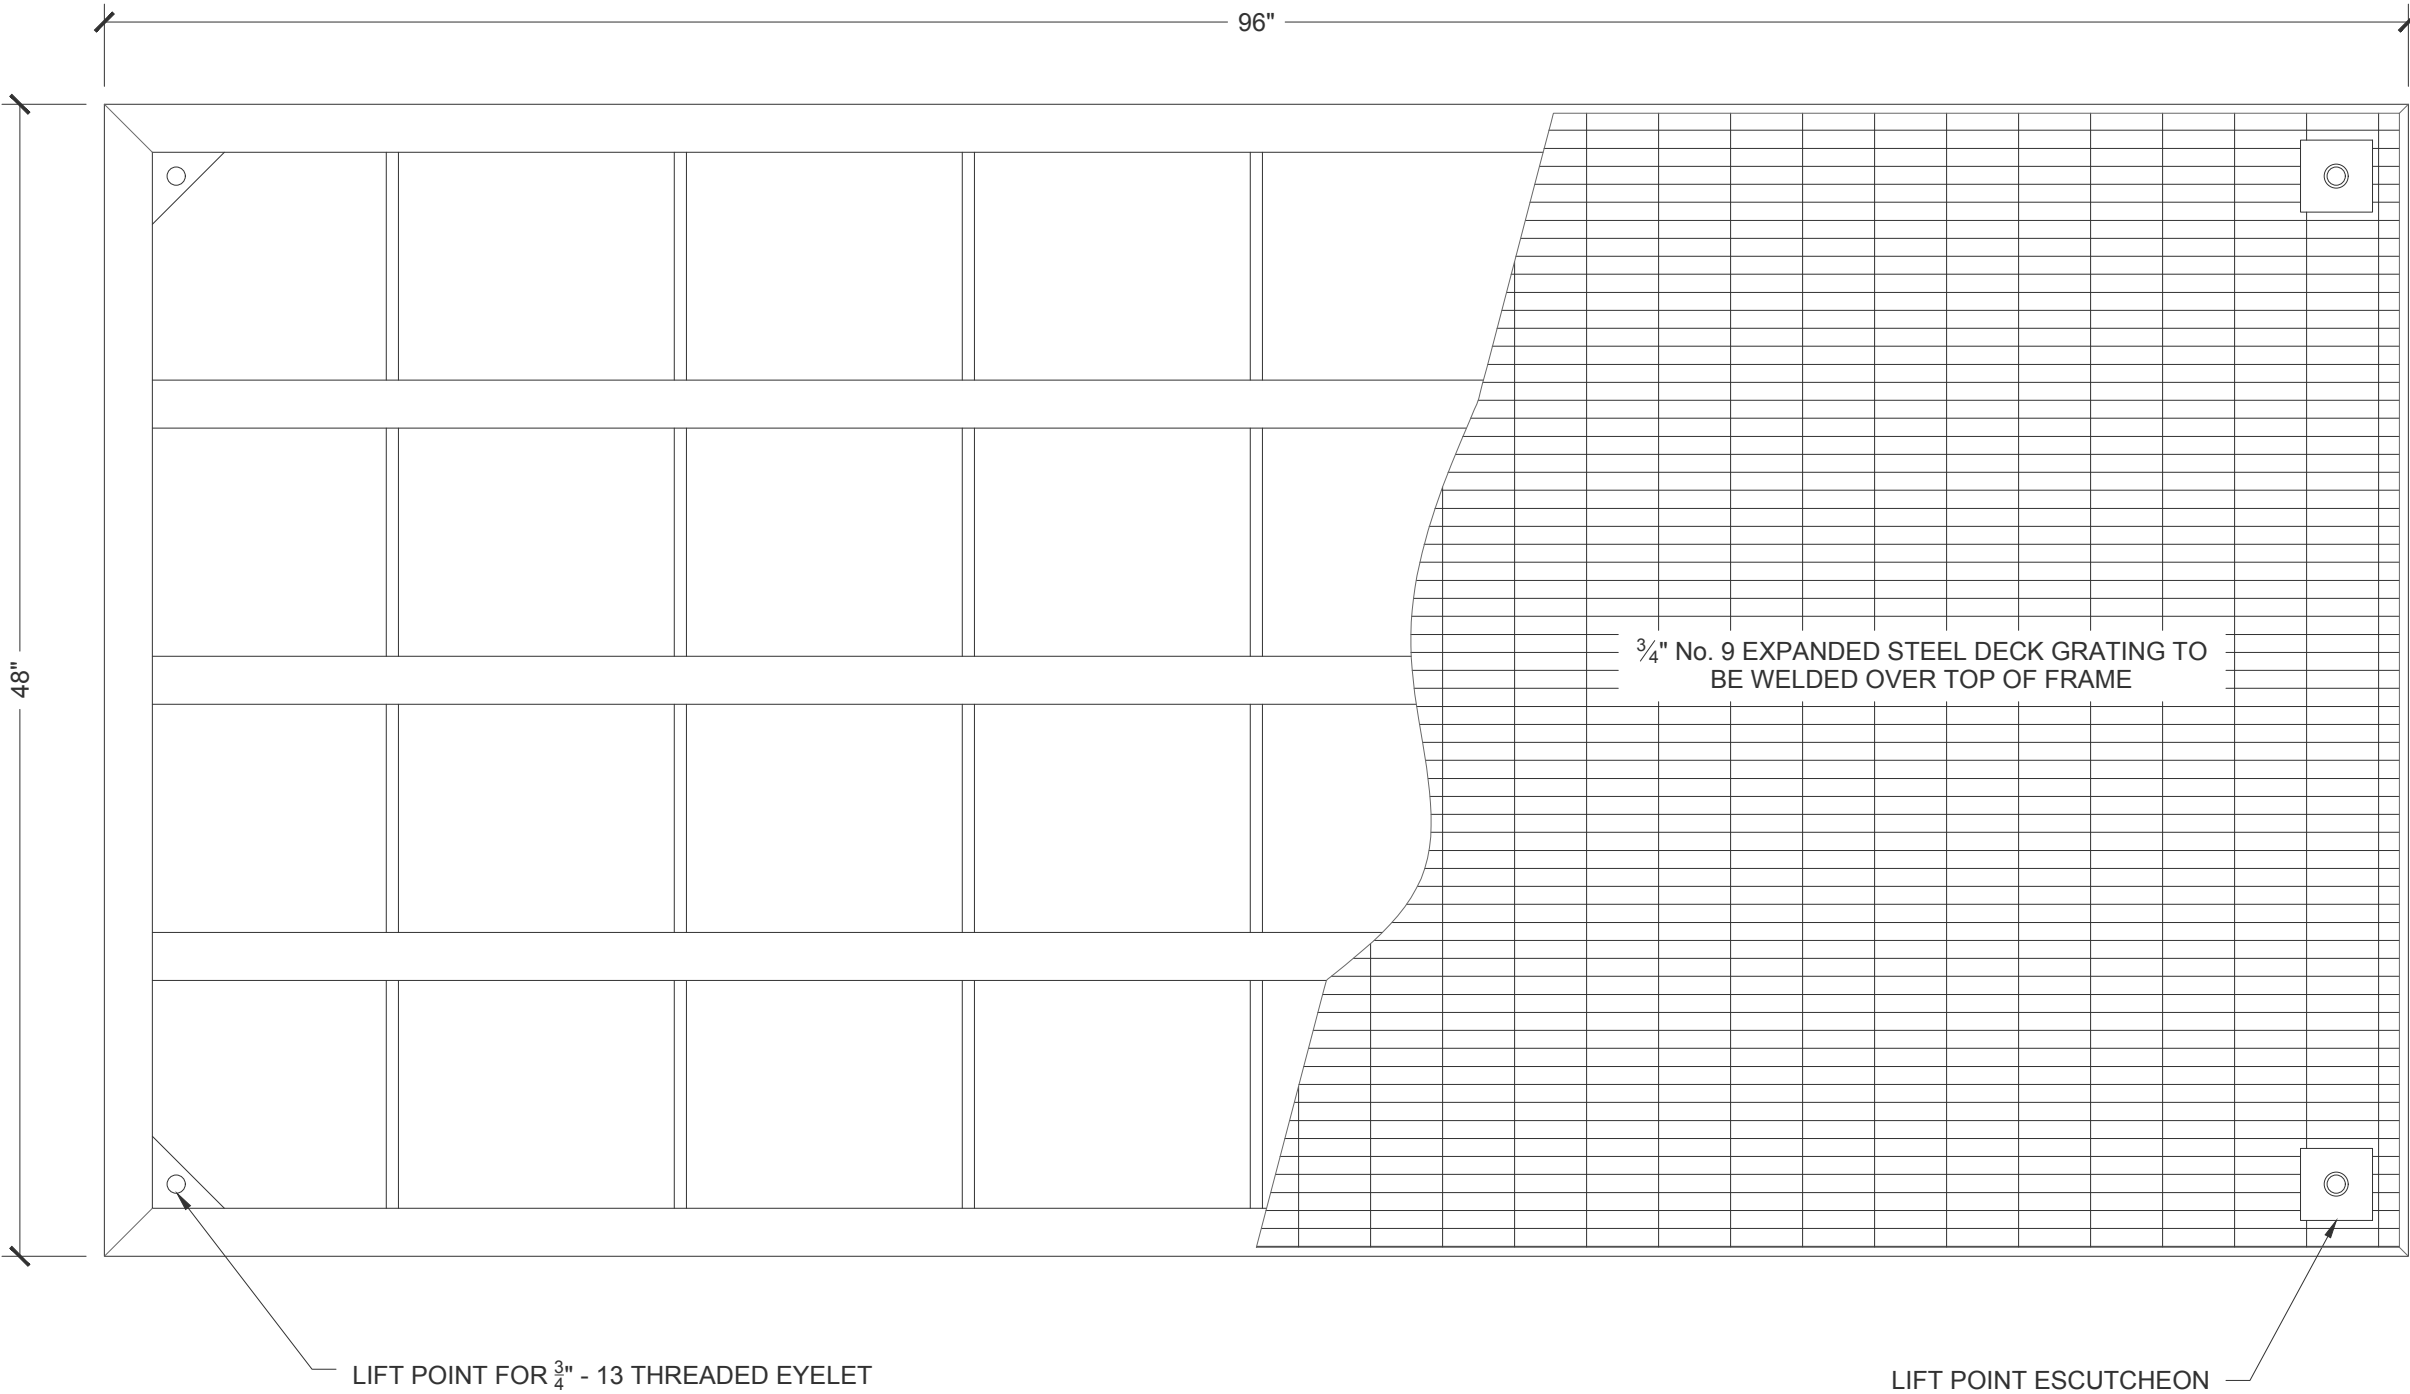 96"
48"
¾" No. 9 EXPANDED STEEL DECK GRATING TO
BE WELDED OVER TOP OF FRAME
LIFT POINT FOR ¾" - 13 THREADED EYELET
LIFT POINT ESCUTCHEON